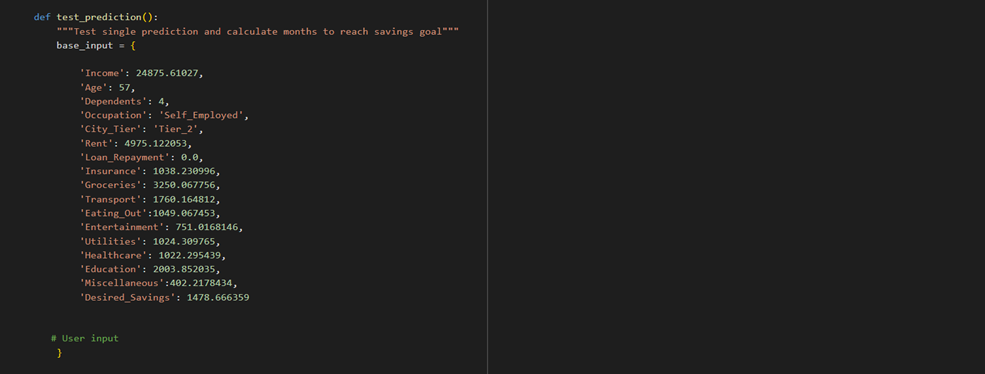 def test_prediction():
"""Test single prediction and calculate months to reach savings goal"""
base_input = {
'Income': 24875.61027,
'Age': 57,
'Dependents': 4,
'Occupation': 'Self_Employed',
'City_Tier': 'Tier_2',
'Rent': 4975.122053,
'Loan_Repayment': 0.0,
'Insurance': 1038.230996,
'Groceries': 3250.067756,
'Transport': 1760.164812,
'Eating_Out':1049.067453,
'Entertainment': 751.0168146,
'Utilities': 1024.309765,
'Healthcare': 1022.295439,
'Education': 2003.852035,
'Miscellaneous':402.2178434,
'Desired_Savings': 1478.666359
# User input
}